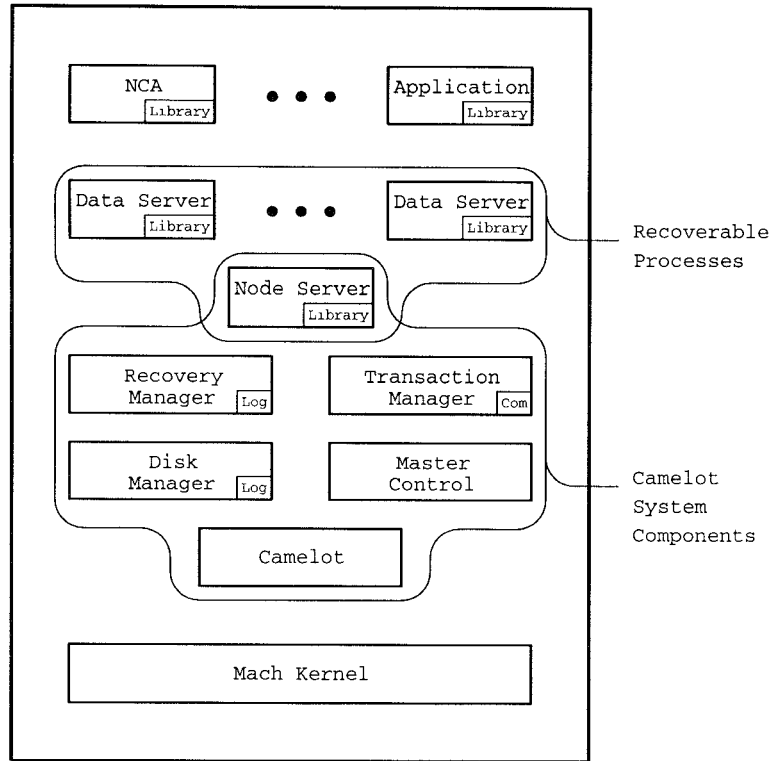 NCA
Library
Application
Library
Data Server
Library
Data Server
Library
Recoverable
Processes
Node Server
Library
Recovery
Manager
Log
Transaction
Manager
Com
Disk
Manager
Log
Master
Control
Camelot
System
Components
Camelot
Mach Kernel